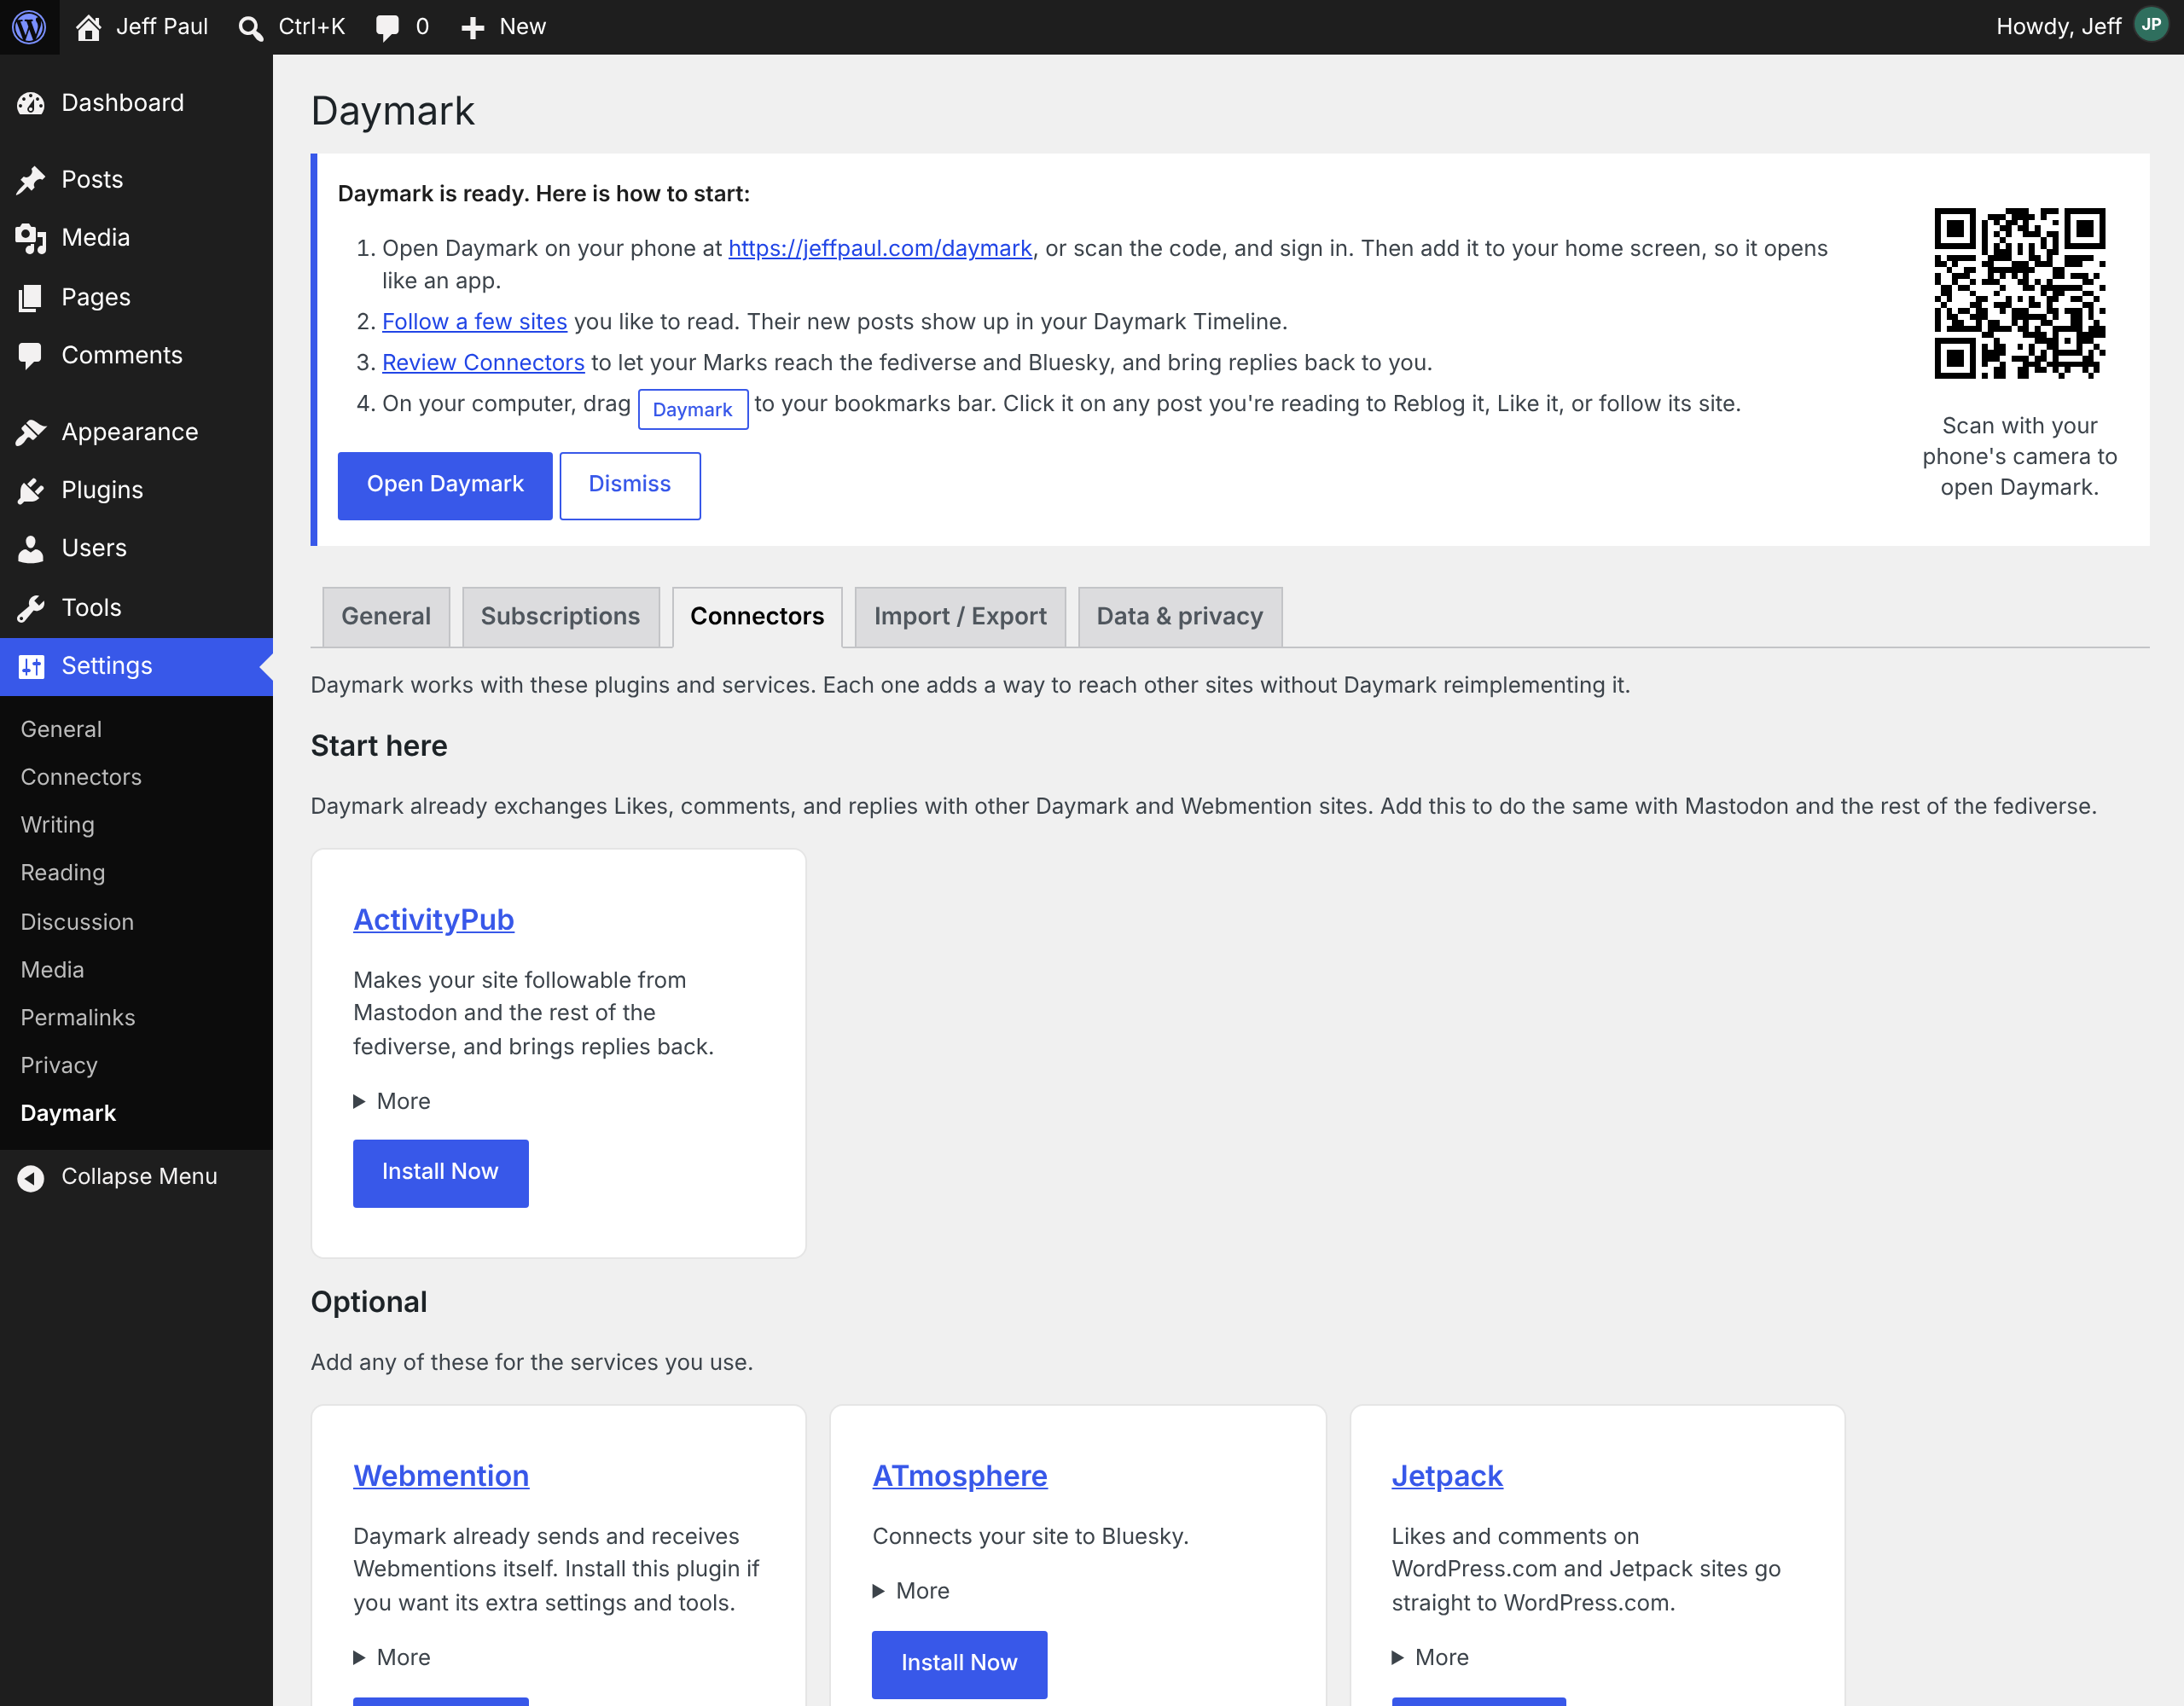 Jeff Paul
Ctrl+K
0
New
Howdy, Jeff
JP
Dashboard
Posts
Media
Pages
Comments
Appearance
Plugins
Users
Tools
Settings
General
Connectors
Writing
Reading
Discussion
Media
Permalinks
Privacy
Daymark
Collapse Menu
Daymark
Daymark is ready. Here is how to start:
1. Open Daymark on your phone at https://jeffpaul.com/daymark, or scan the code, and sign in. Then add it to your home screen, so it opens
like an app.
2. Follow a few sites you like to read. Their new posts show up in your Daymark Timeline.
3. Review Connectors to let your Marks reach the fediverse and Bluesky, and bring replies back to you.
4. On your computer, drag Daymark to your bookmarks bar. Click it on any post you're reading to Reblog it, Like it, or follow its site.
Open Daymark
Dismiss
Scan with your
phone's camera to
open Daymark.
General
Subscriptions
Connectors
Import / Export
Data & privacy
Daymark works with these plugins and services. Each one adds a way to reach other sites without Daymark reimplementing it.
Start here
Daymark already exchanges Likes, comments, and replies with other Daymark and Webmention sites. Add this to do the same with Mastodon and the rest of the fediverse.
ActivityPub
Makes your site followable from
Mastodon and the rest of the
fediverse, and brings replies back.
More
Install Now
Optional
Add any of these for the services you use.
Webmention
Daymark already sends and receives
Webmentions itself. Install this plugin if
you want its extra settings and tools.
More
ATmosphere
Connects your site to Bluesky.
More
Install Now
Jetpack
Likes and comments on
WordPress.com and Jetpack sites go
straight to WordPress.com.
More